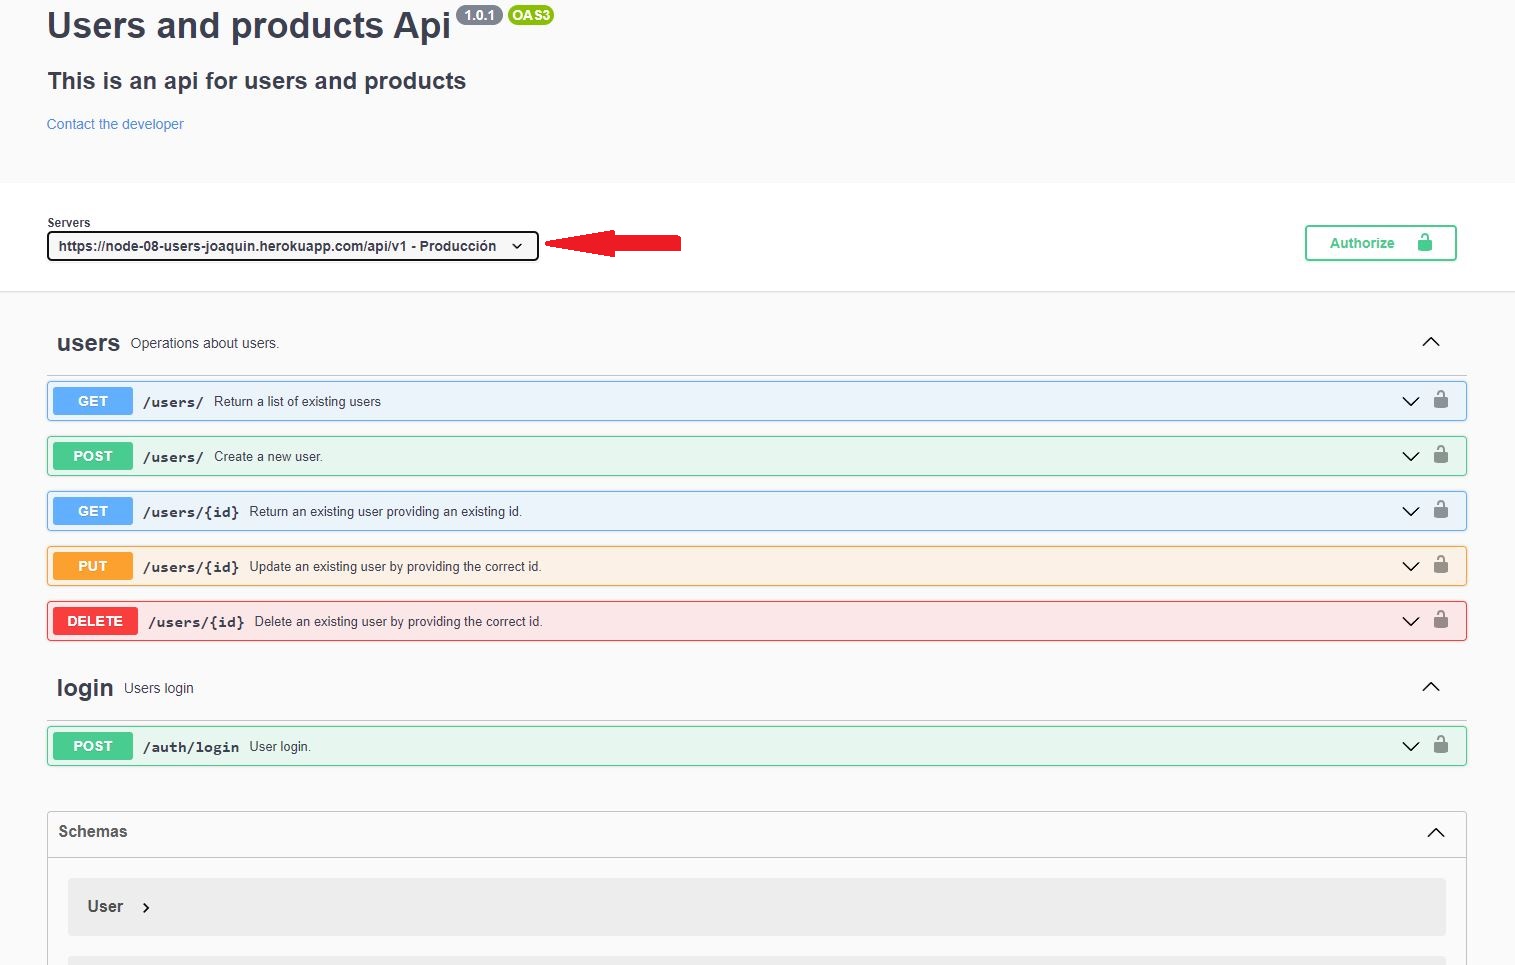 Users and products Api 1.0.1 OAS3
This is an api for users and products
Contact the developer
Servers
https://node-08-users-joaquin.herokuapp.com/api/v1 - Producción
Authorize
users Operations about users.
GET /users/ Return a list of existing users
POST /users/ Create a new user.
GET /users/{id} Return an existing user providing an existing id.
PUT /users/{id} Update an existing user by providing the correct id.
DELETE /users/{id} Delete an existing user by providing the correct id.
login Users login
POST /auth/login User login.
Schemas
User